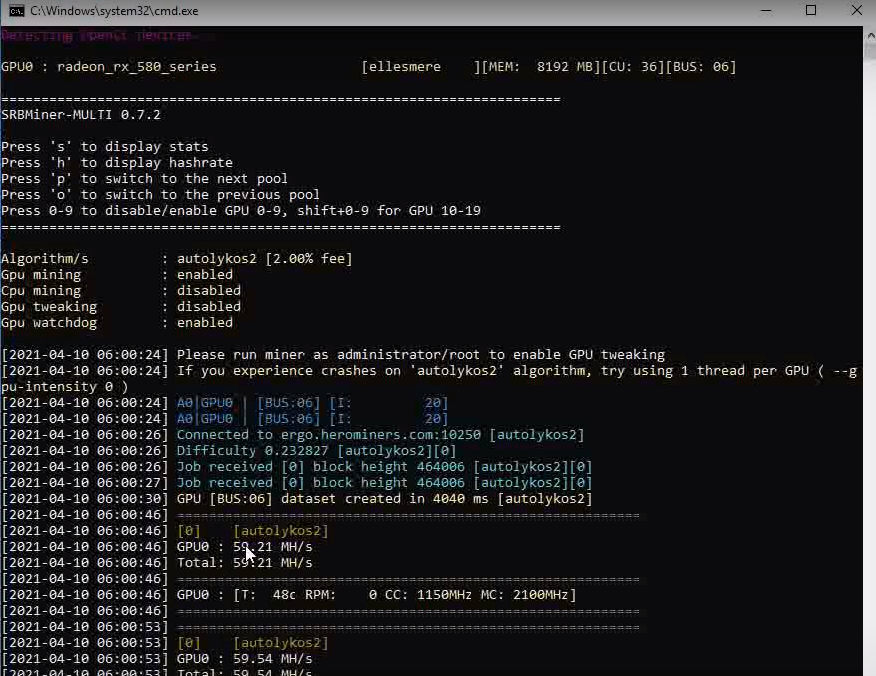 C:\Windows\system32\cmd.exe
Detecting OpenCL devices...
GPU0 : radeon_rx_580_series [ellesmere ][MEM: 8192 MB][CU: 36][BUS: 06]
======================================================================
SRBMiner-MULTI 0.7.2
Press 's' to display stats
Press 'h' to display hashrate
Press 'p' to switch to the next pool
Press 'o' to switch to the previous pool
Press 0-9 to disable/enable GPU 0-9, shift+0-9 for GPU 10-19
======================================================================
Algorithm/s : autolykos2 [2.00% fee]
Gpu mining : enabled
Cpu mining : disabled
Gpu tweaking : disabled
Gpu watchdog : enabled
[2021-04-10 06:00:24] Please run miner as administrator/root to enable GPU tweaking
[2021-04-10 06:00:24] If you experience crashes on 'autolykos2' algorithm, try using 1 thread per GPU ( --g
pu-intensity 0 )
[2021-04-10 06:00:24] A0|GPU0 | [BUS:06] [I: 20]
[2021-04-10 06:00:24] A0|GPU0 | [BUS:06] [I: 20]
[2021-04-10 06:00:26] Connected to ergo.herominers.com:10250 [autolykos2]
[2021-04-10 06:00:26] Difficulty 0.232827 [autolykos2][0]
[2021-04-10 06:00:26] Job received [0] block height 464006 [autolykos2][0]
[2021-04-10 06:00:27] Job received [0] block height 464006 [autolykos2][0]
[2021-04-10 06:00:30] GPU [BUS:06] dataset created in 4040 ms [autolykos2]
[2021-04-10 06:00:46] ==========================================================
[2021-04-10 06:00:46] [0] [autolykos2]
[2021-04-10 06:00:46] GPU0 : 59.21 MH/s
[2021-04-10 06:00:46] Total: 59.21 MH/s
[2021-04-10 06:00:46] ==========================================================
[2021-04-10 06:00:46] GPU0 : [T: 48c RPM: 0 CC: 1150MHz MC: 2100MHz]
[2021-04-10 06:00:46] ==========================================================
[2021-04-10 06:00:53] ==========================================================
[2021-04-10 06:00:53] [0] [autolykos2]
[2021-04-10 06:00:53] GPU0 : 59.54 MH/s
[2021-04-10 06:00:53] Total: 59.54 MH/s